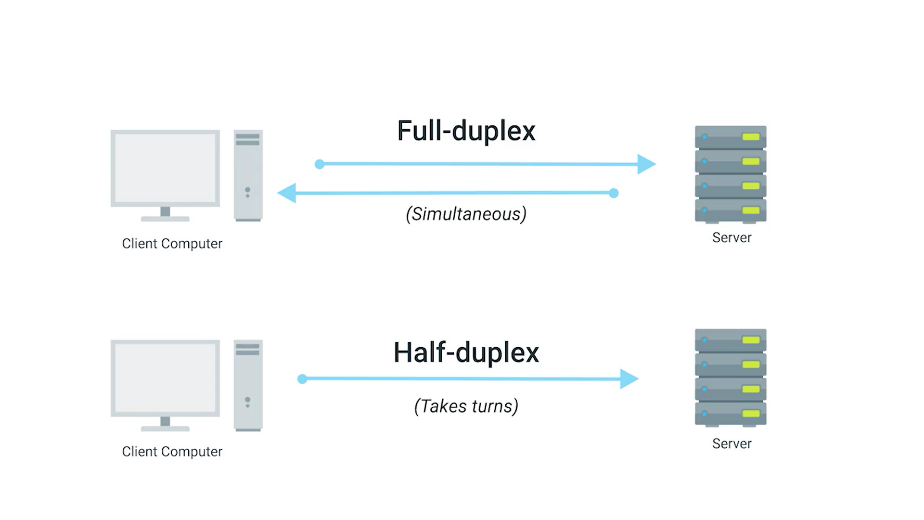 Full-duplex
(Simultaneous)
Client Computer
Server
Half-duplex
(Takes turns)
Client Computer
Server